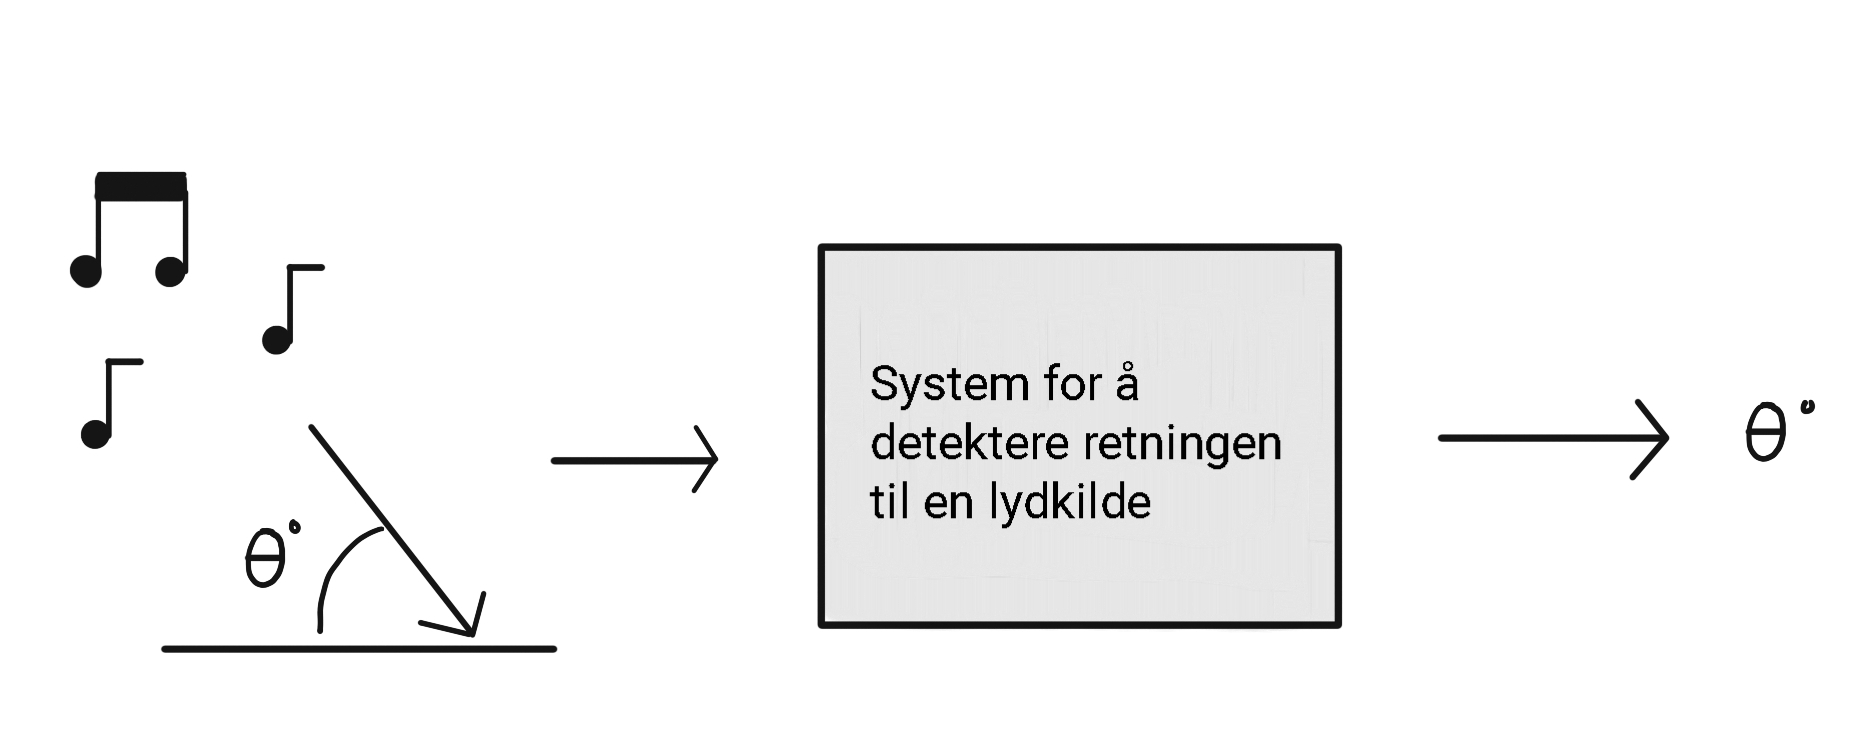 θ°
System for å
detektere retningen
til en lydkilde
θ°